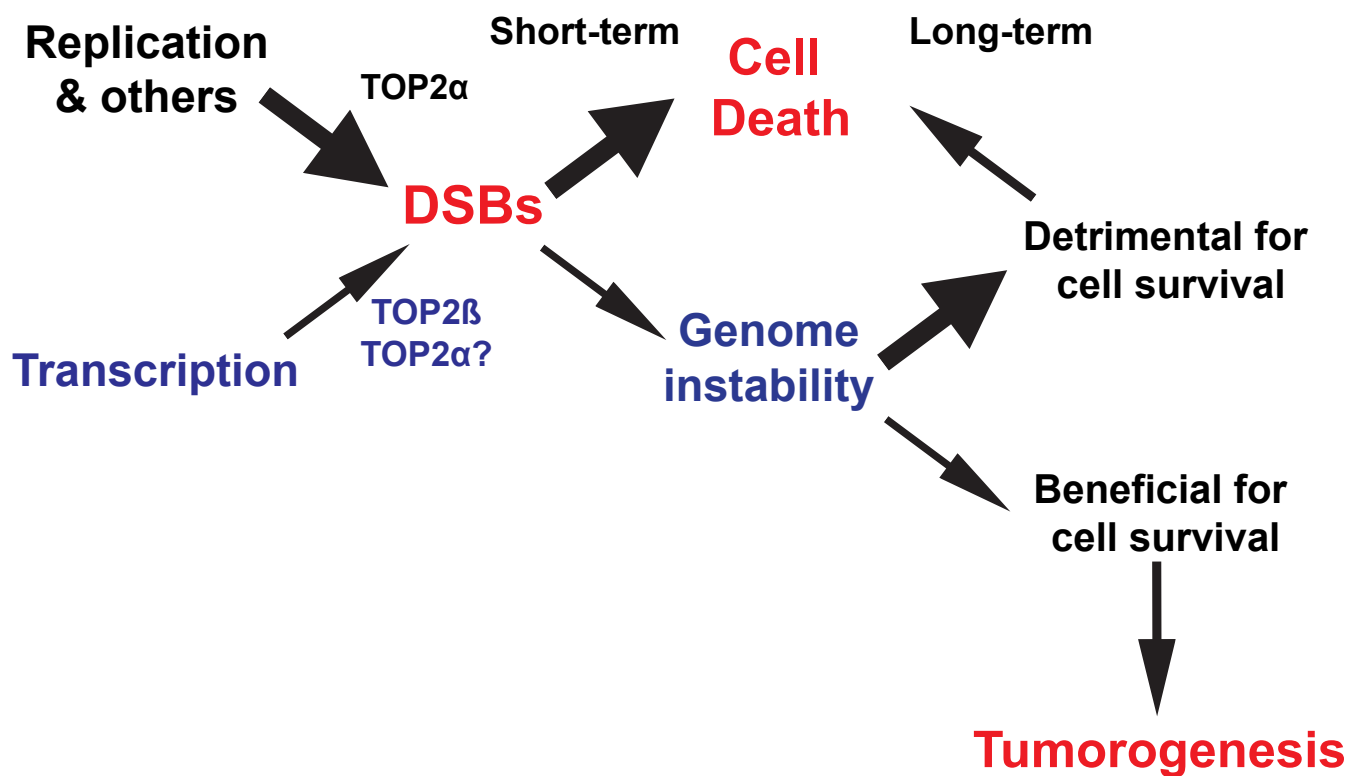 Replication
& others
TOP2α
Short-term
Cell
Death
Long-term
DSBs
Detrimental for
cell survival
TOP2ß
TOP2α?
Transcription
Genome
instability
Beneficial for
cell survival
Tumorogenesis